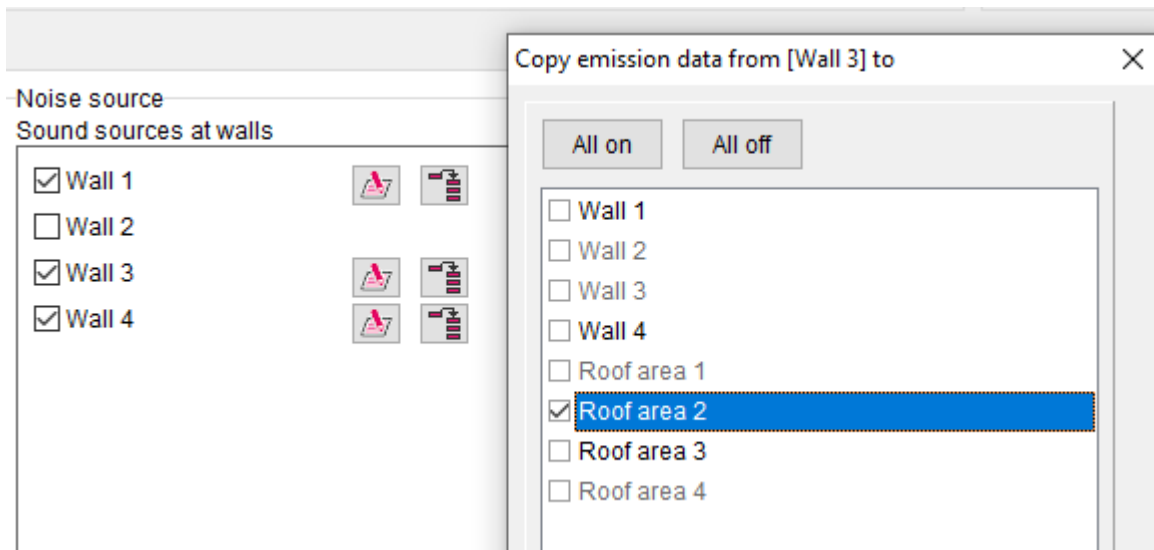 Copy emission data from [Wall 3] to
Noise source
Sound sources at walls
Wall 1
Wall 2
Wall 3
Wall 4
All on All off
Wall 1
Wall 2
Wall 3
Wall 4
Roof area 1
Roof area 2
Roof area 3
Roof area 4